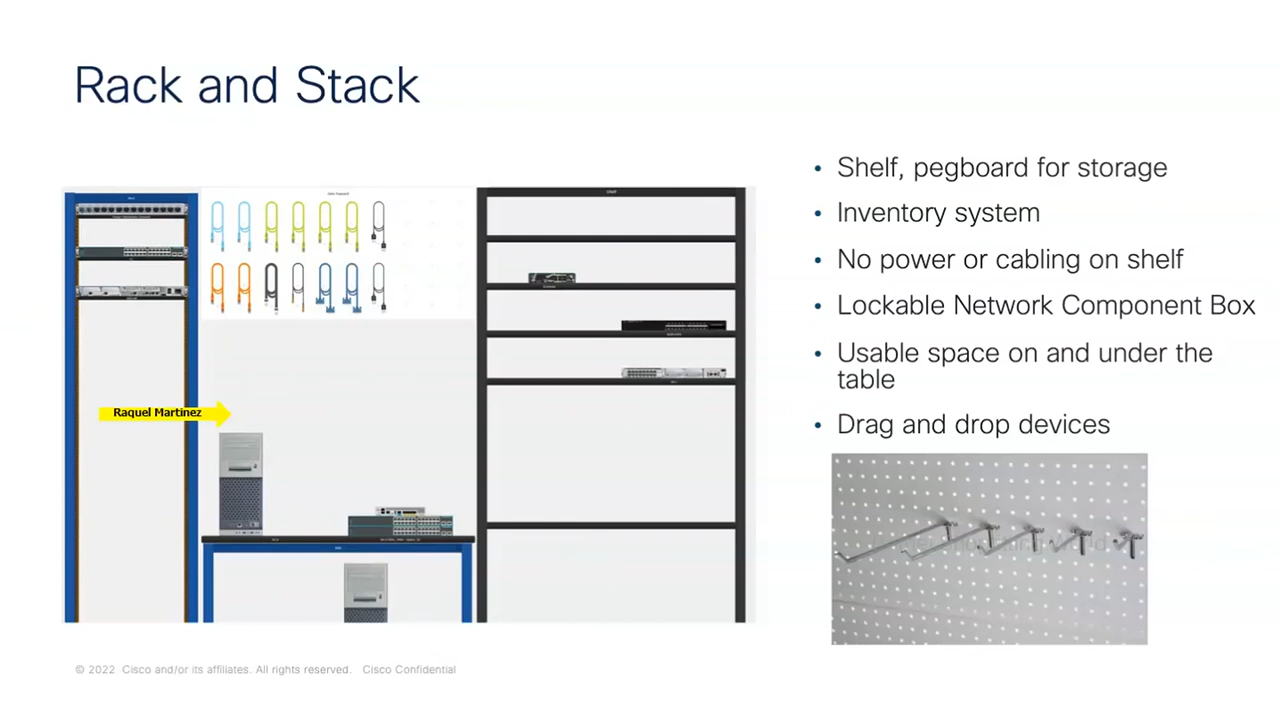 Rack and Stack
Shelf, pegboard for storage
Inventory system
No power or cabling on shelf
Lockable Network Component Box
Usable space on and under the
table
Drag and drop devices
Raquel Martinez
© 2022 Cisco and/or its affiliates. All rights reserved. Cisco Confidential